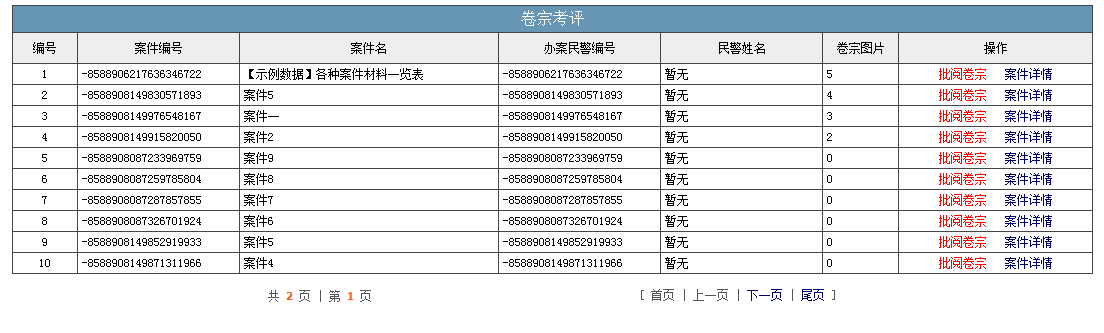 卷宗考评
编号 案件编号 案件名 办案民警编号 民警姓名 卷宗图片 操作
1 -8588906217636346722 【示例数据】各种案件材料一览表 -8588906217636346722 暂无 5 批阅卷宗 案件详情
2 -8588908149830571893 案件5 -8588908149830571893 暂无 4 批阅卷宗 案件详情
3 -8588908149976548167 案件一 -8588908149976548167 暂无 3 批阅卷宗 案件详情
4 -8588908149915820050 案件2 -8588908149915820050 暂无 2 批阅卷宗 案件详情
5 -8588908087233969759 案件9 -8588908087233969759 暂无 0 批阅卷宗 案件详情
6 -8588908087259785804 案件8 -8588908087259785804 暂无 0 批阅卷宗 案件详情
7 -8588908087287857855 案件7 -8588908087287857855 暂无 0 批阅卷宗 案件详情
8 -8588908087326701924 案件6 -8588908087326701924 暂无 0 批阅卷宗 案件详情
9 -8588908149852919933 案件5 -8588908149852919933 暂无 0 批阅卷宗 案件详情
10 -8588908149871311966 案件4 -8588908149871311966 暂无 0 批阅卷宗 案件详情
共 2 页 | 第 1 页 [ 首页 | 上一页 | 下一页 | 尾页 ]